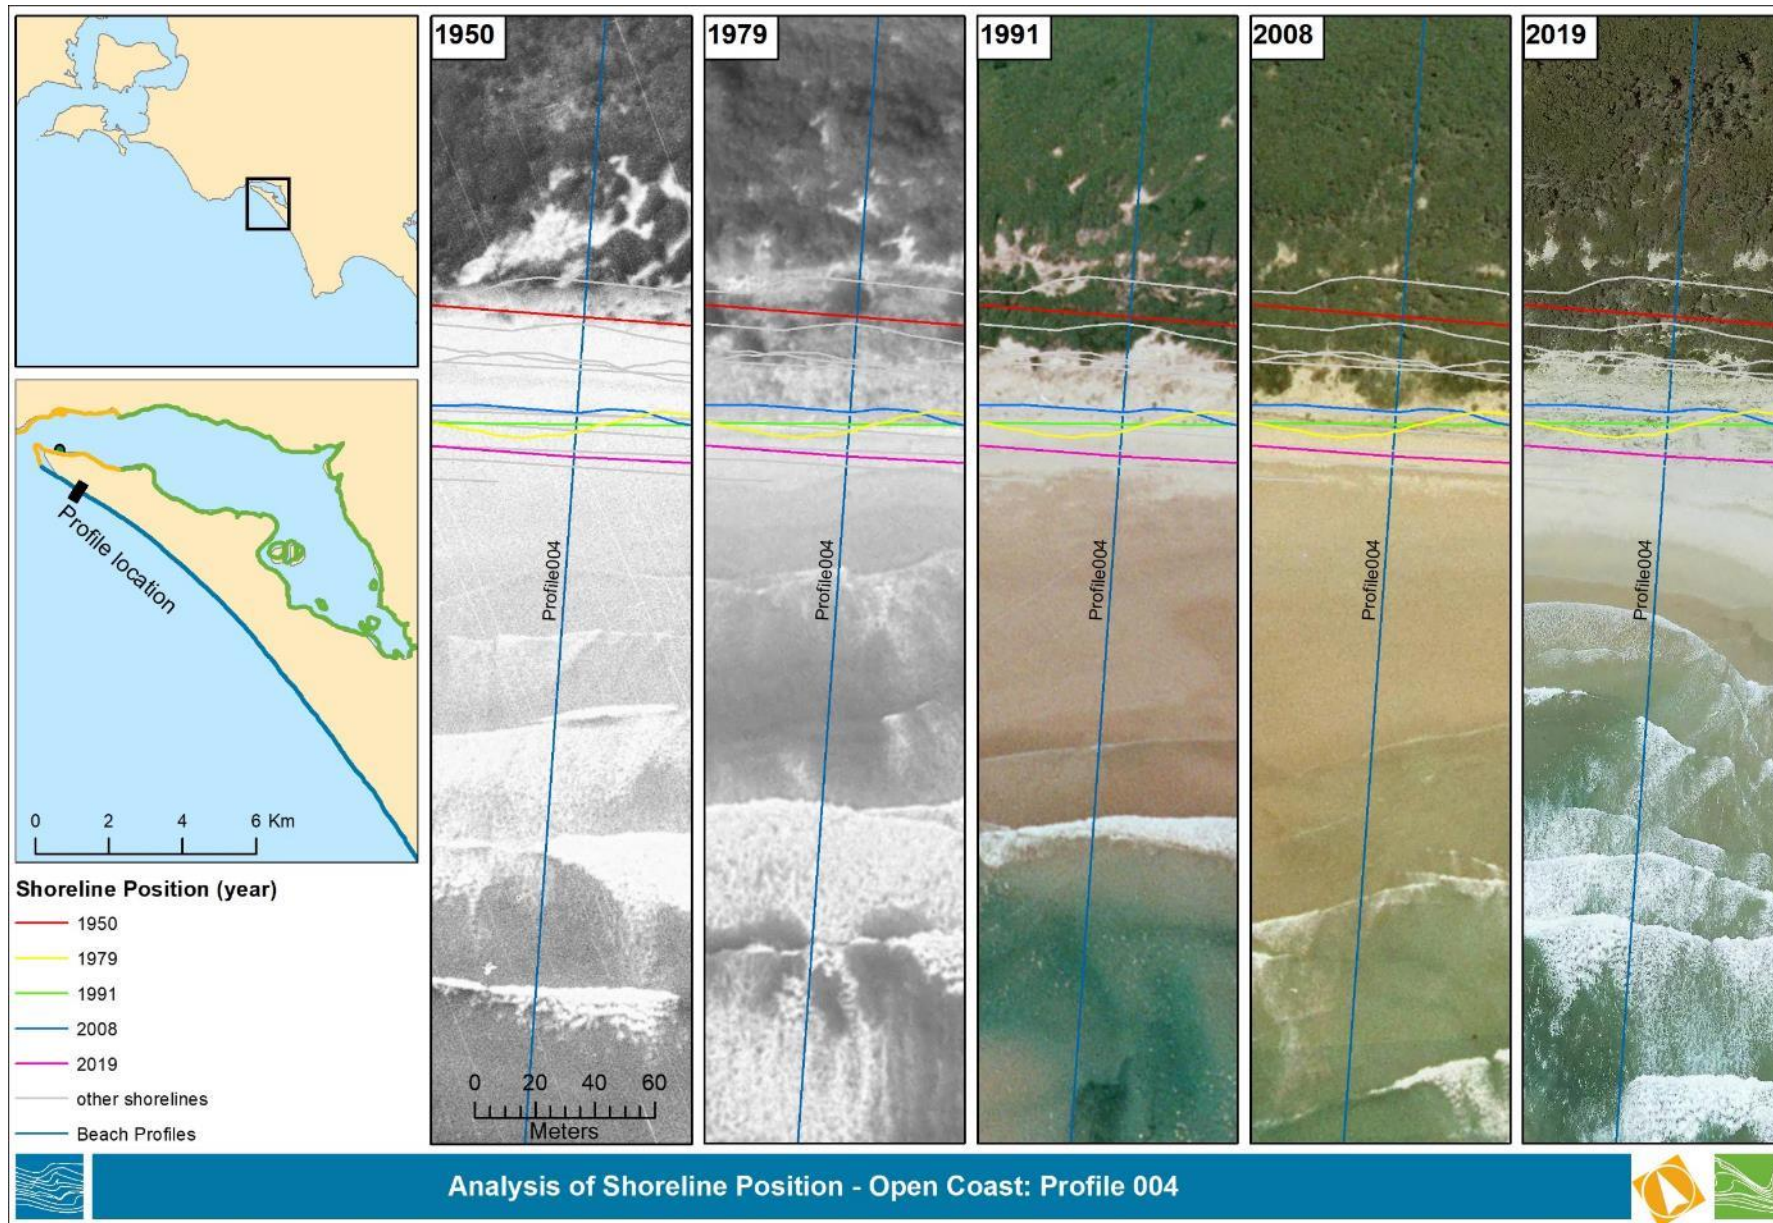 1950
1979
1991
2008
2019
Profile004
Profile004
Profile004
Profile004
Profile004
Profile location
0 2 4 6 Km
Shoreline Position (year)
1950
1979
1991
2008
2019
other shorelines
Beach Profiles
0 20 40 60
Meters
Analysis of Shoreline Position - Open Coast: Profile 004